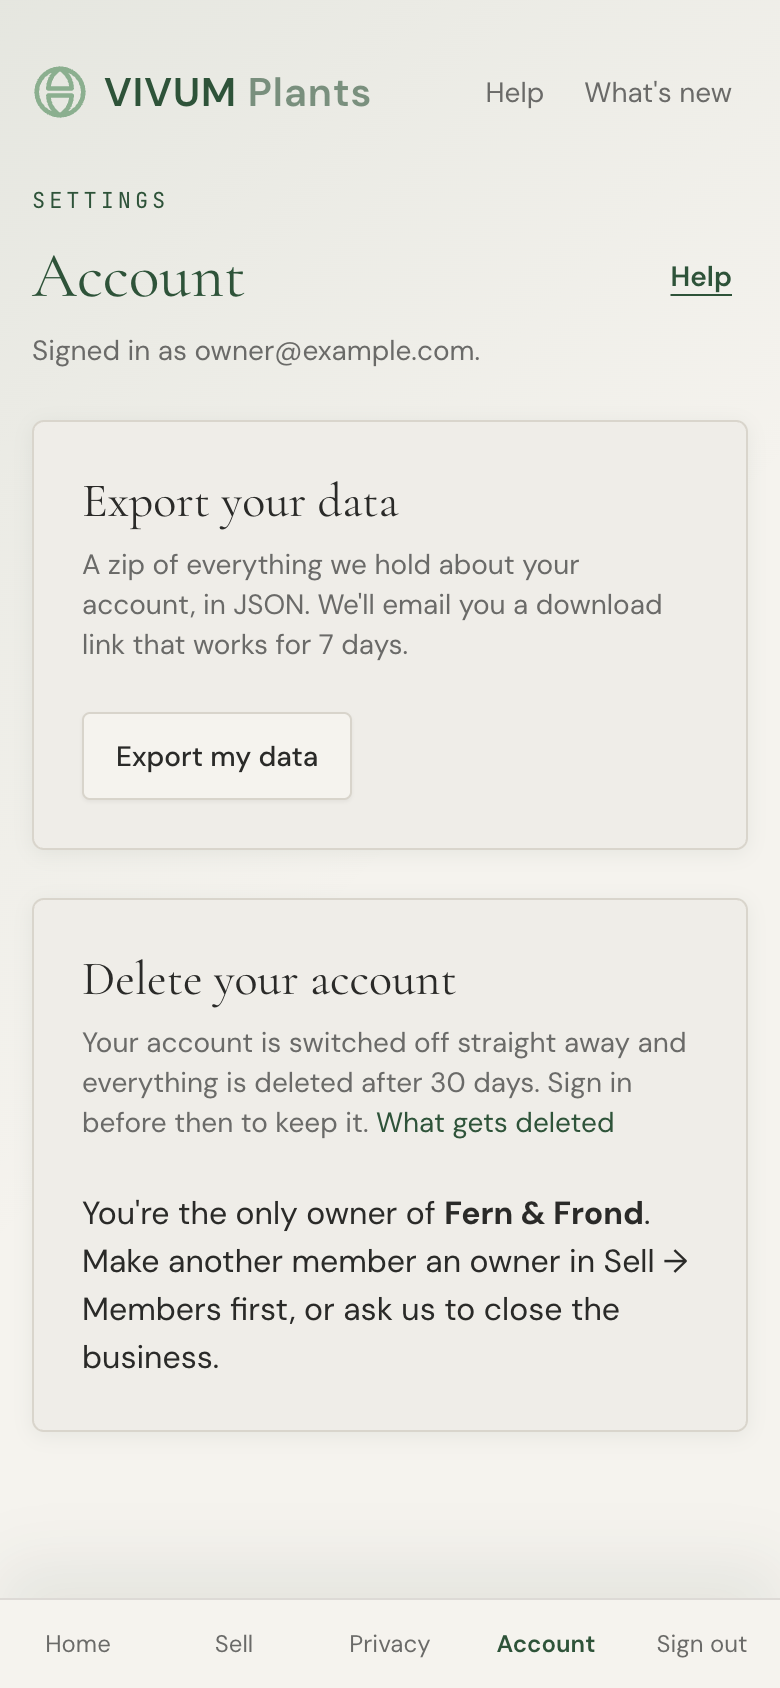 VIVUM Plants
Help
What's new
SETTINGS
Account
Help
Signed in as owner@example.com.
Export your data
A zip of everything we hold about your
account, in JSON. We'll email you a download
link that works for 7 days.
Export my data
Delete your account
Your account is switched off straight away and
everything is deleted after 30 days. Sign in
before then to keep it. What gets deleted
You're the only owner of Fern & Frond.
Make another member an owner in Sell →
Members first, or ask us to close the
business.
Home
Sell
Privacy
Account
Sign out